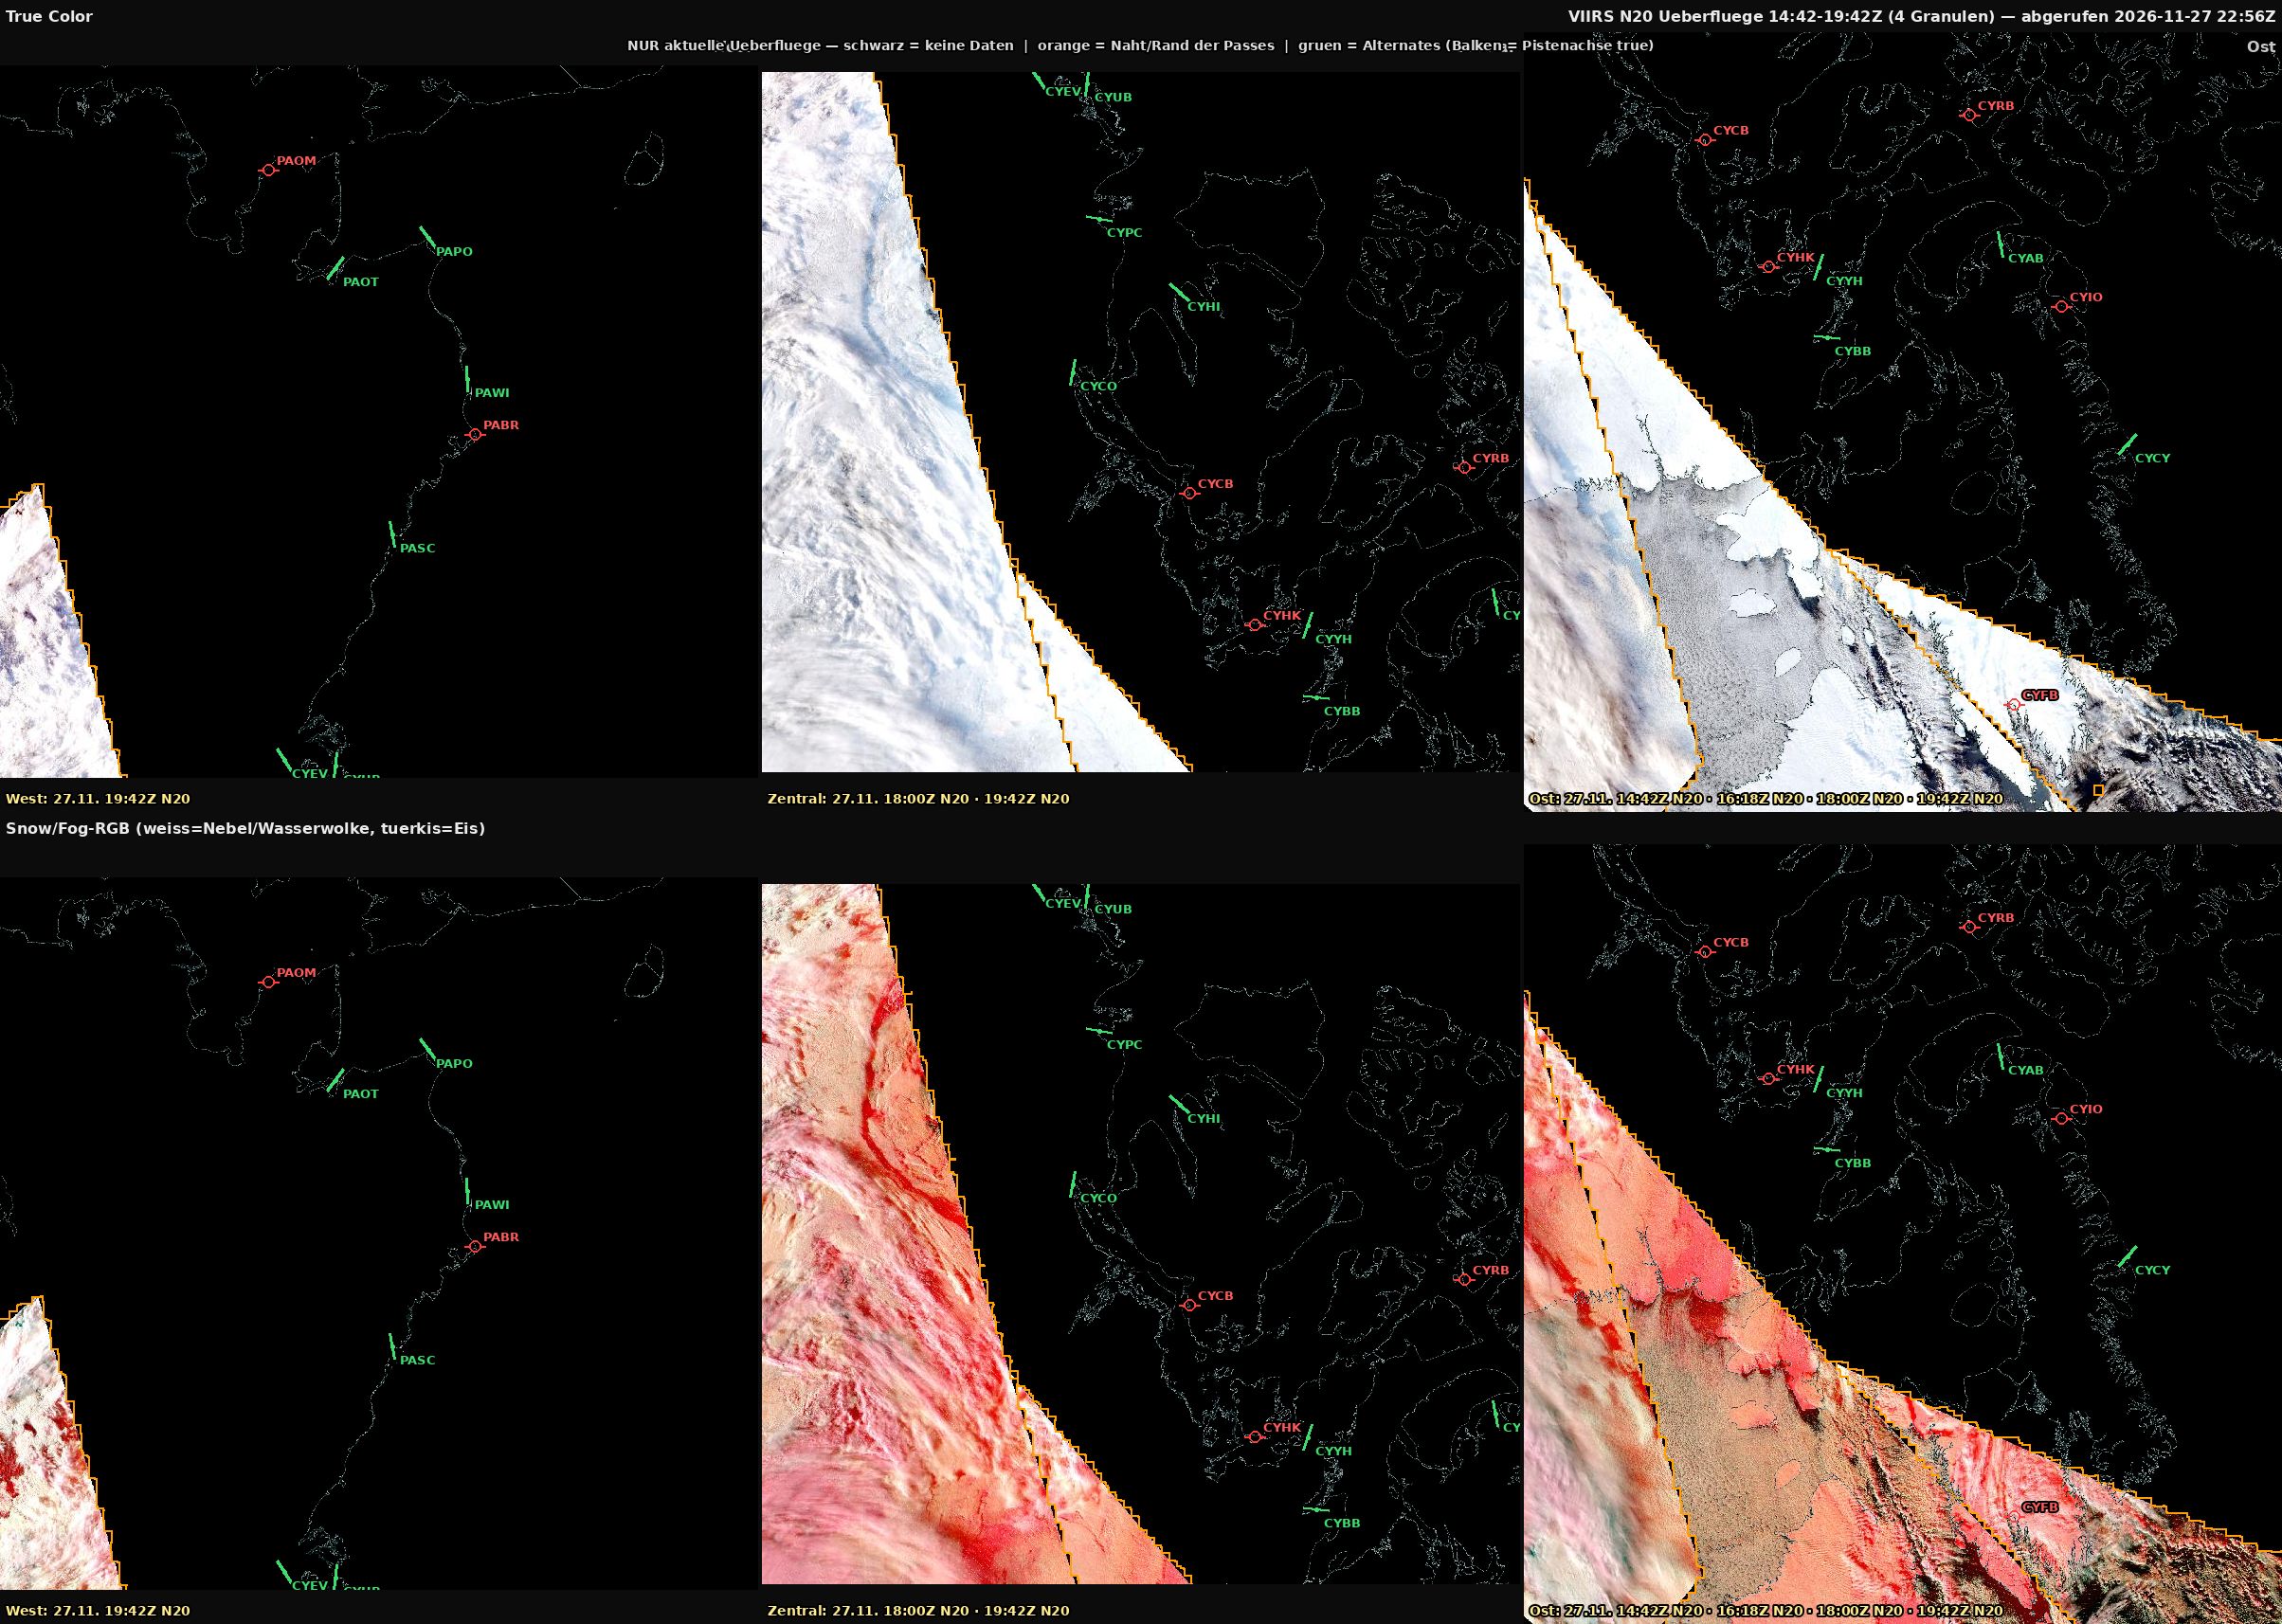 True Color
VIIRS N20 Ueberfluege 14:42-19:42Z (4 Granulen) — abgerufen 2026-11-27 22:56Z
NUR aktuelle Ueberfluege — schwarz = keine Daten | orange = Naht/Rand der Passes | gruen = Alternates (Balken = Pistenachse true)
Ost
PAOM
PAPO
PAOT
PAWI
PABR
PASC
CYEV
West: 27.11. 19:42Z N20
CYEV
CYUB
CYPC
CYHI
CYCO
CYRB
CYCB
CYHK
CYYH
CYBB
Zentral: 27.11. 18:00Z N20 · 19:42Z N20
CYRB
CYCB
CYHK
CYAB
CYYH
CYIO
CYBB
CYCY
CYFB
Ost: 27.11. 14:42Z N20 · 16:18Z N20 · 18:00Z N20 · 19:42Z N20
Snow/Fog-RGB (weiss=Nebel/Wasserwolke, tuerkis=Eis)
PAOM
PAPO
PAOT
PAWI
PABR
PASC
CYEV
West: 27.11. 19:42Z N20
CYEV
CYUB
CYPC
CYHI
CYCO
CYRB
CYCB
CYHK
CYYH
CYBB
Zentral: 27.11. 18:00Z N20 · 19:42Z N20
CYRB
CYCB
CYHK
CYAB
CYYH
CYIO
CYBB
CYCY
CYFB
Ost: 27.11. 14:42Z N20 · 16:18Z N20 · 18:00Z N20 · 19:42Z N20